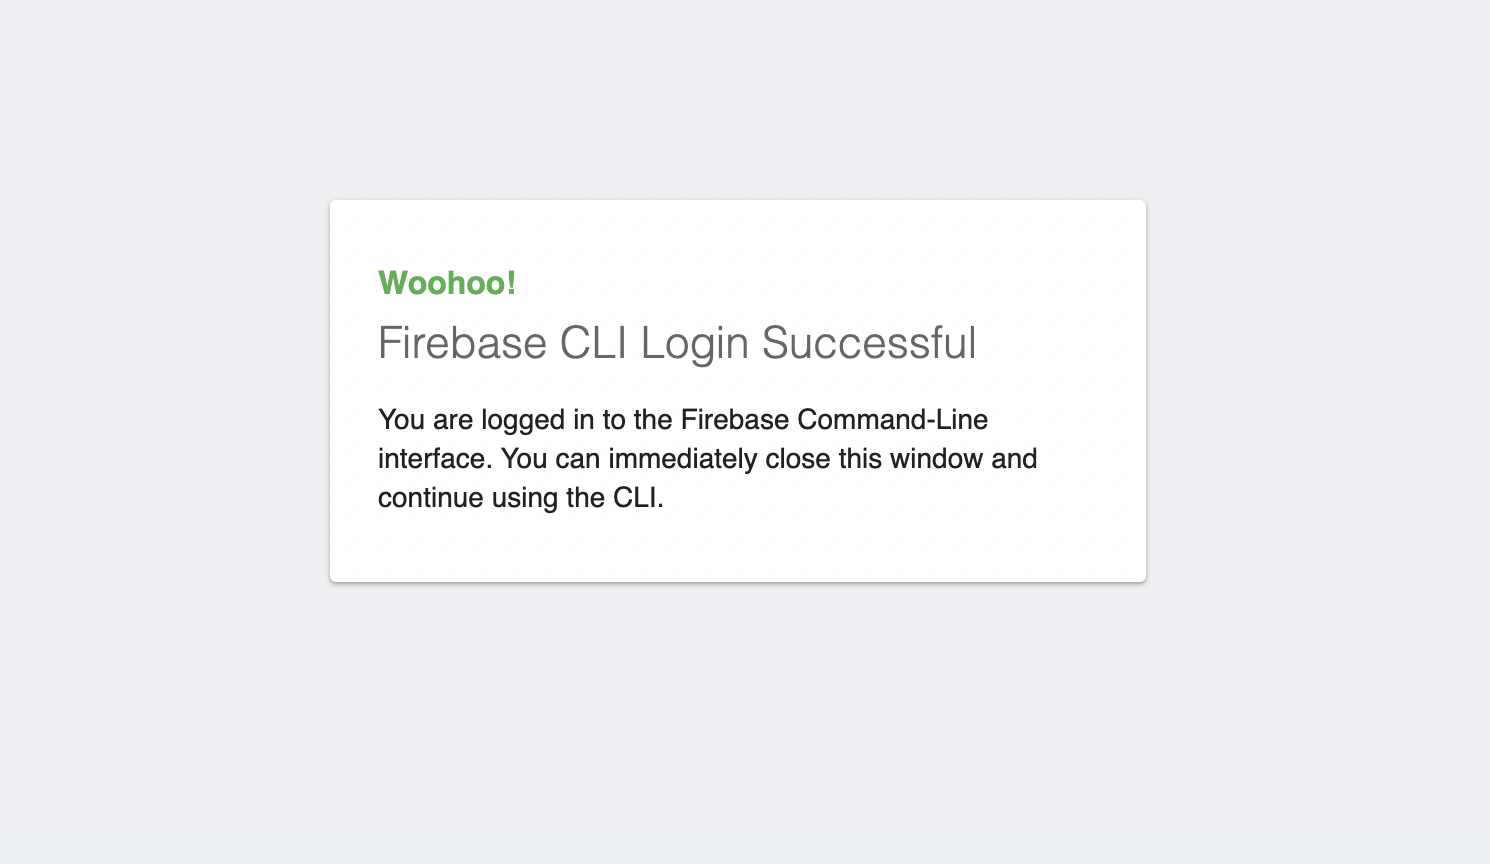 Woohoo!
Firebase CLI Login Successful
You are logged in to the Firebase Command-Line
interface. You can immediately close this window and
continue using the CLI.